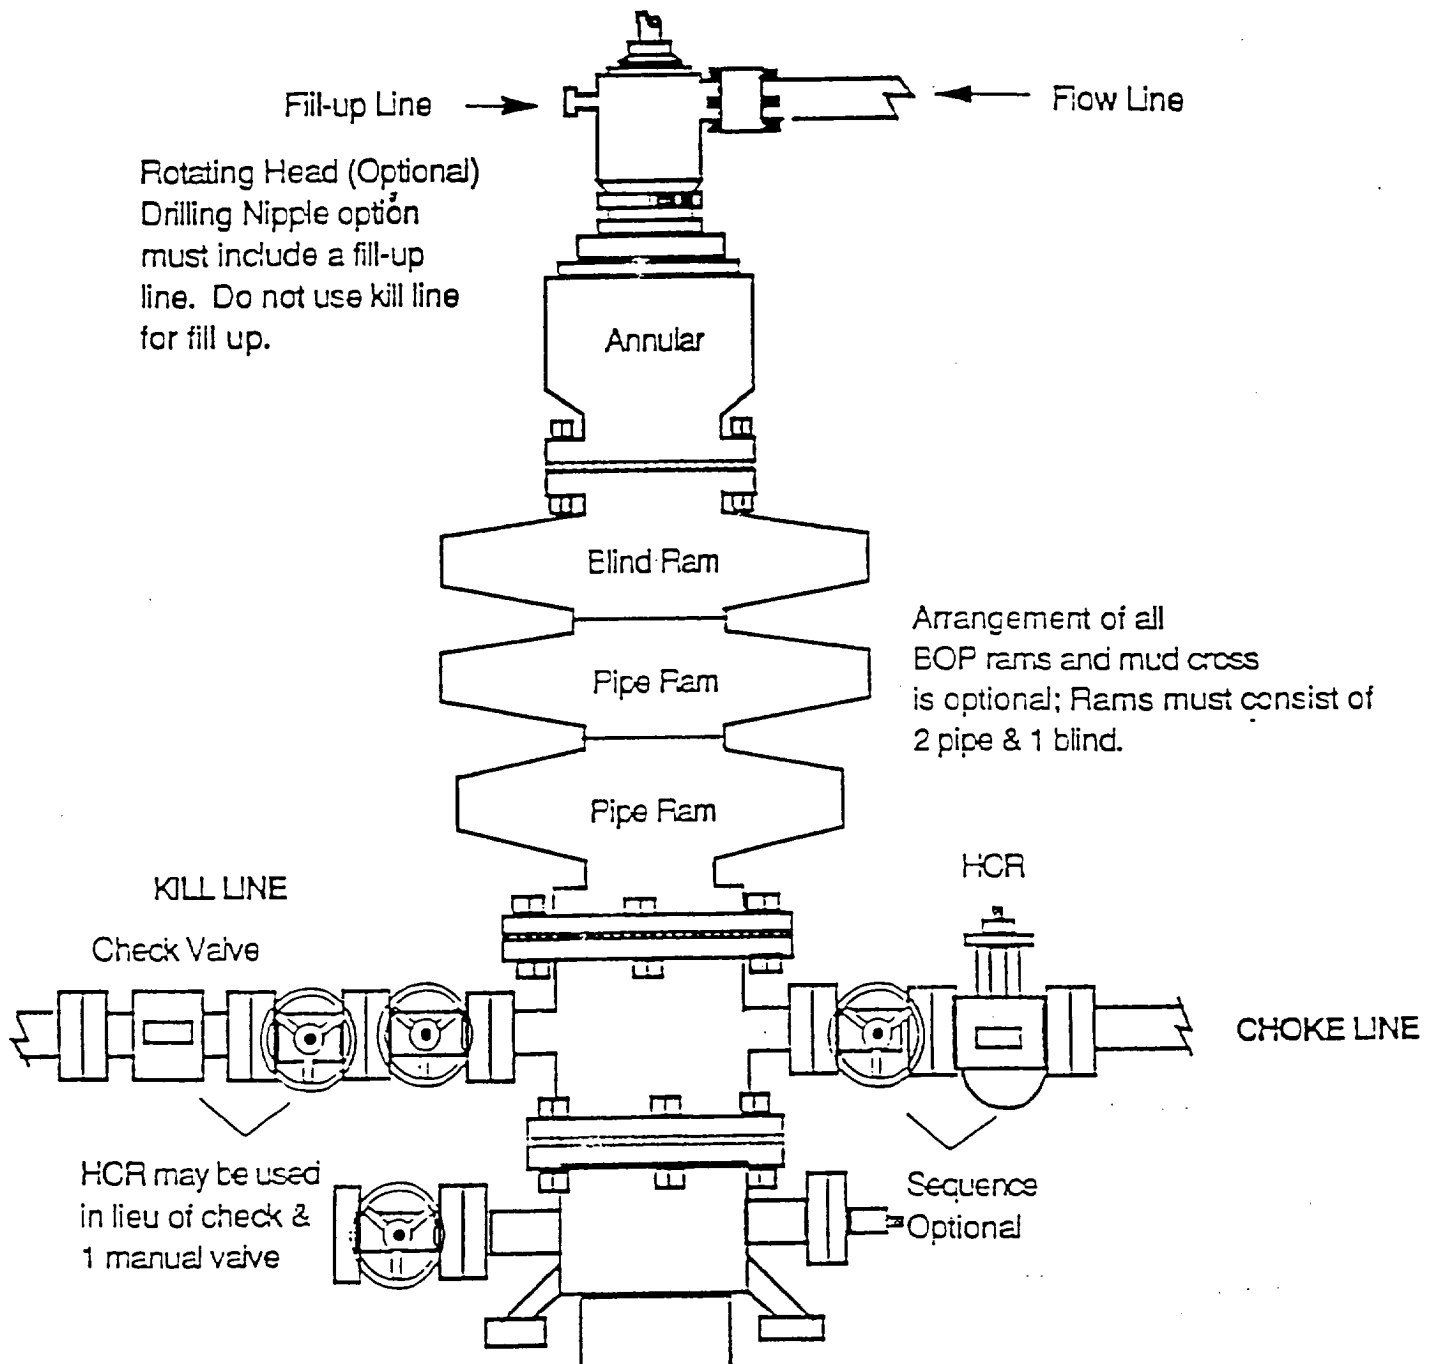 Fill-up Line
Flow Line
Rotating Head (Optional)
Drilling Nipple option
must include a fill-up
line. Do not use kill line
for fill up.
Annular
Blind Ram
Pipe Ram
Arrangement of all
BOP rams and mud cross
is optional; Rams must consist of
2 pipe & 1 blind.
Pipe Ram
HCR
KILL LINE
Check Valve
CHOKE LINE
HCR may be used
in lieu of check &
1 manual valve
Sequence
Optional